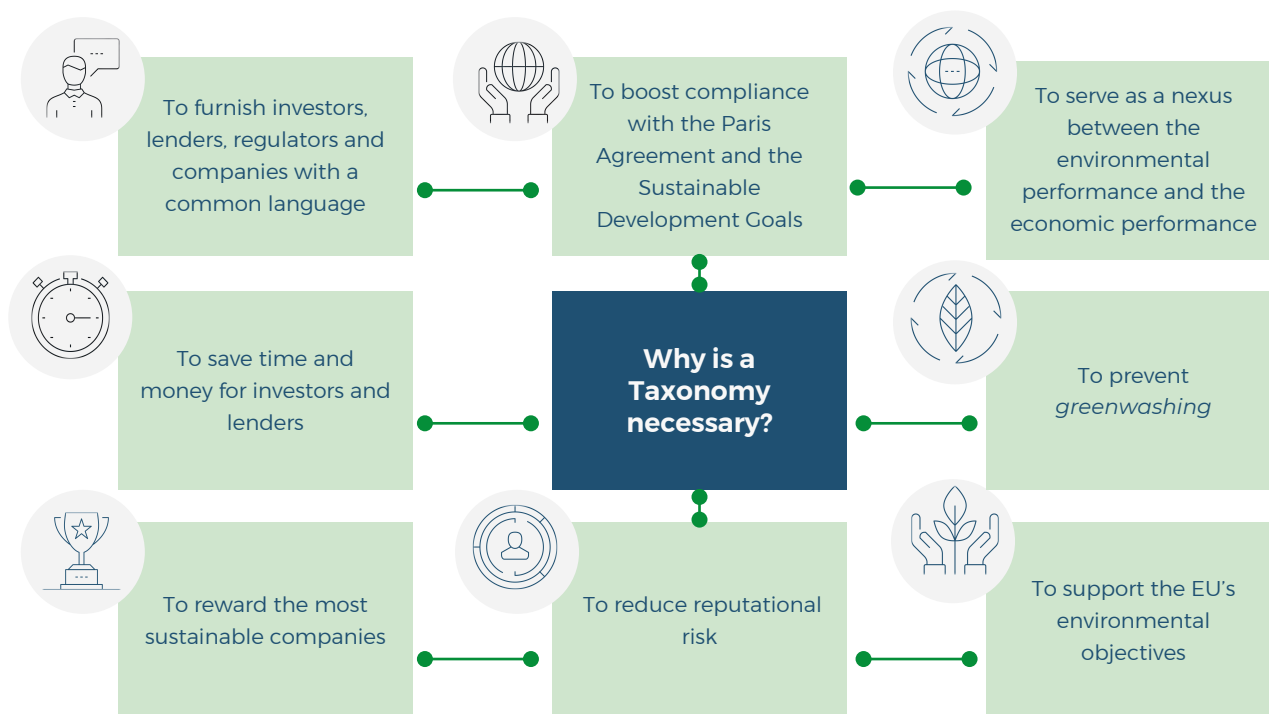 To furnish investors,
lenders, regulators and
companies with a
common language
To boost compliance
with the Paris
Agreement and the
Sustainable
Development Goals
To serve as a nexus
between the
environmental
performance and the
economic performance
To save time and
money for investors and
lenders
Why is a
Taxonomy
necessary?
To prevent
greenwashing
To reward the most
sustainable companies
To reduce reputational
risk
To support the EU’s
environmental
objectives